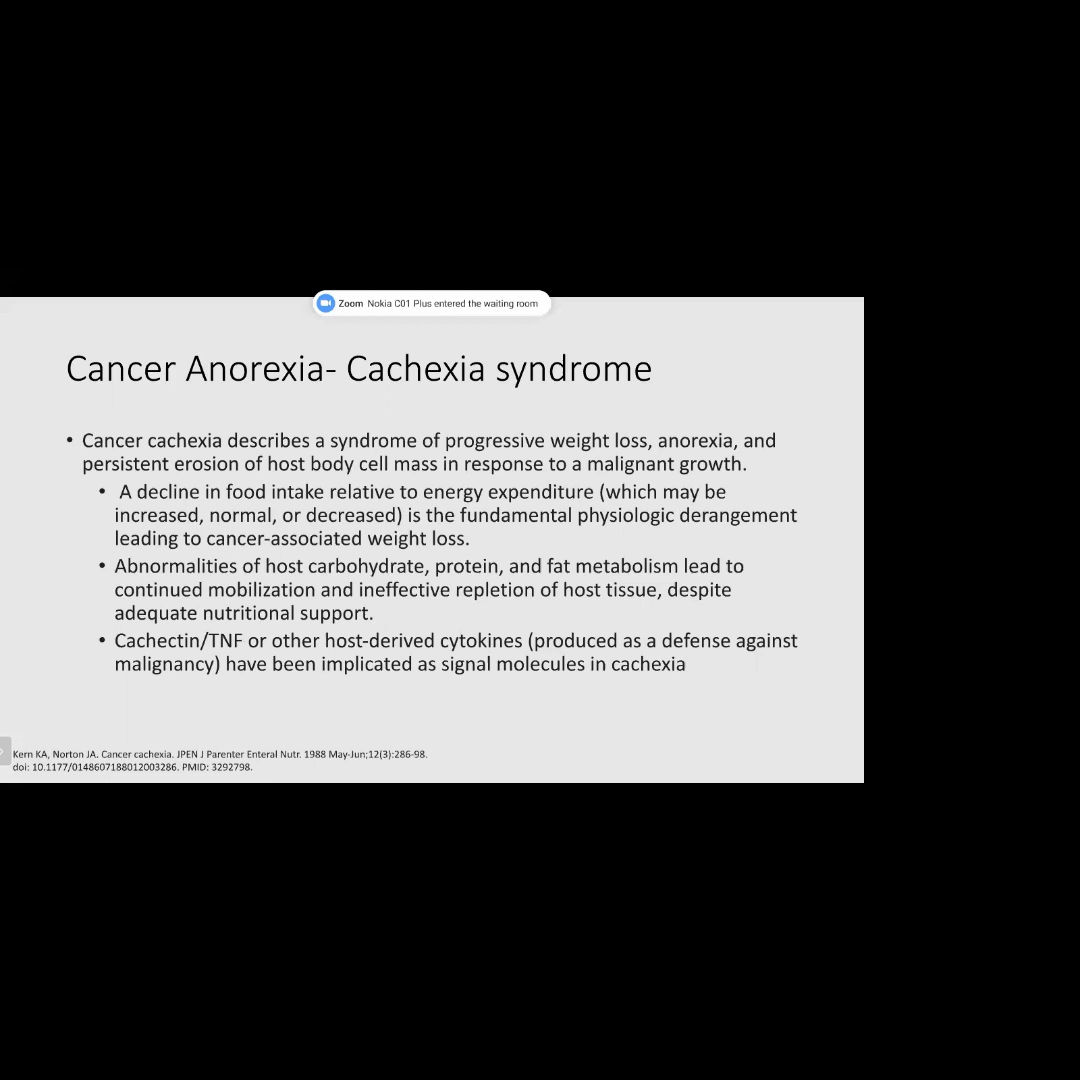 Zoom Nokia C01 Plus entered the waiting room
Cancer Anorexia- Cachexia syndrome
• Cancer cachexia describes a syndrome of progressive weight loss, anorexia, and
persistent erosion of host body cell mass in response to a malignant growth.
• A decline in food intake relative to energy expenditure (which may be
increased, normal, or decreased) is the fundamental physiologic derangement
leading to cancer-associated weight loss.
• Abnormalities of host carbohydrate, protein, and fat metabolism lead to
continued mobilization and ineffective repletion of host tissue, despite
adequate nutritional support.
• Cachectin/TNF or other host-derived cytokines (produced as a defense against
malignancy) have been implicated as signal molecules in cachexia
Kern KA, Norton JA. Cancer cachexia. JPEN J Parenter Enteral Nutr. 1988 May-Jun;12(3):286-98.
doi: 10.1177/0148607188012003286. PMID: 3292798.